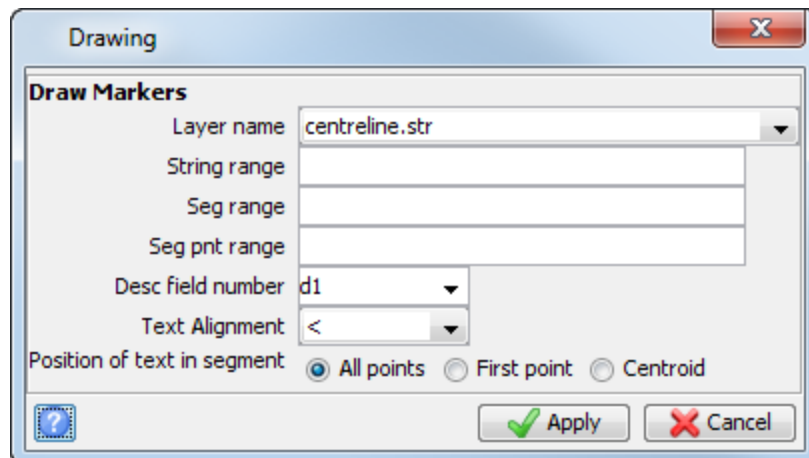 Drawing
Draw Markers
Layer name centreline.str
String range
Seg range
Seg pnt range
Desc field number d1
Text Alignment <
Position of text in segment All points First point Centroid
? Apply Cancel